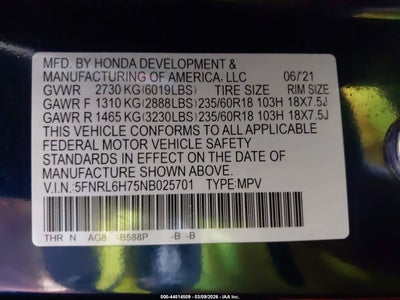 MFD. BY HONDA DEVELOPMENT &
MANUFACTURING OF AMERICA, LLC 06/21
GVWR 2730 KG (6019LBS) TIRE SIZE RIM SIZE
GAWR F 1310 KG (2888LBS) 235/60R18 103H 18X7.5J
GAWR R 1465 KG (3230LBS) 235/60R18 103H 18X7.5J
THIS VEHICLE CONFORMS TO ALL APPLICABLE
FEDERAL MOTOR VEHICLE SAFETY
STANDARDS IN EFFECT ON THE DATE OF
MANUFACTURE SHOWN ABOVE.
V.I.N.: 5FNRL6H75NB025701 TYPE: MPV
THR N AG8 -B588P -B -B
© 44514509 - 03/09/2026 - IAA Inc.